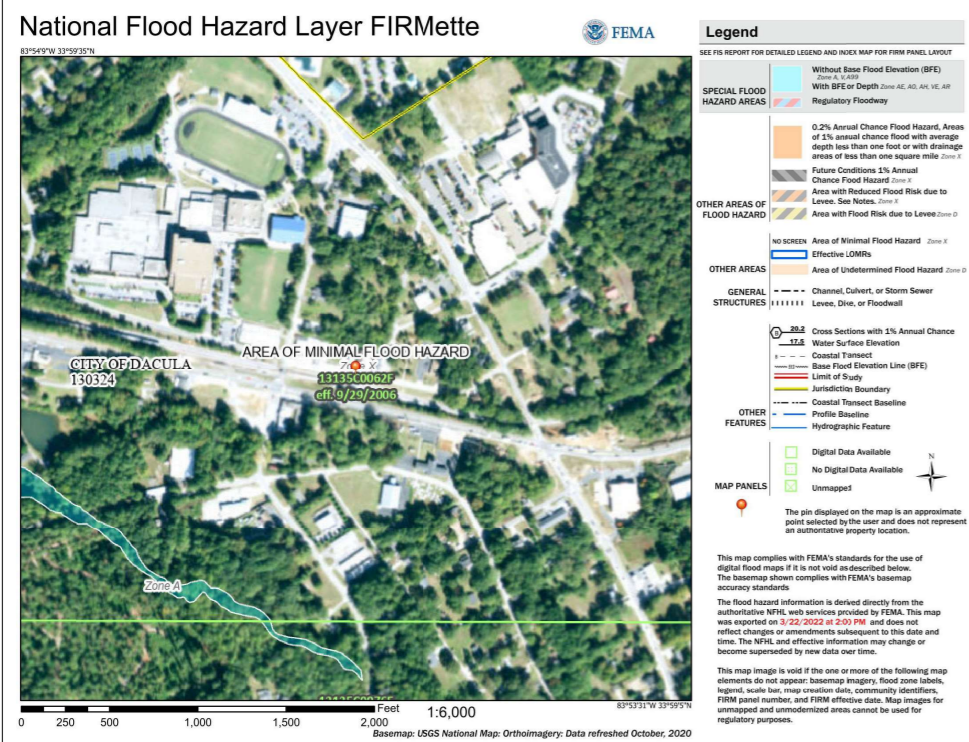 National Flood Hazard Layer FIRMette
FEMA
83°54'9"W 33°59'35"N
AREA OF MINIMAL FLOOD HAZARD
Zone X
CITY OF DACULA
130324
13135C0062F
eff. 9/29/2006
Zone A
83°53'31"W 33°59'5"N
Feet
0 250 500 1,000 1,500 2,000
1:6,000
Basemap: USGS National Map: Orthoimagery: Data refreshed October, 2020
Legend
SEE FIS REPORT FOR DETAILED LEGEND AND INDEX MAP FOR FIRM PANEL LAYOUT
SPECIAL FLOOD
HAZARD AREAS
Without Base Flood Elevation (BFE)
Zone A, V, A99
With BFE or Depth Zone AE, AO, AH, VE, AR
Regulatory Floodway
0.2% Annual Chance Flood Hazard, Areas
of 1% annual chance flood with average
depth less than one foot or with drainage
areas of less than one square mile Zone X
Future Conditions 1% Annual
Chance Flood Hazard Zone X
Area with Reduced Flood Risk due to
Levee. See Notes. Zone X
Area with Flood Risk due to Levee Zone D
OTHER AREAS OF
FLOOD HAZARD
NO SCREEN Area of Minimal Flood Hazard Zone X
Effective LOMRs
Area of Undetermined Flood Hazard Zone D
OTHER AREAS
Channel, Culvert, or Storm Sewer
Levee, Dike, or Floodwall
GENERAL
STRUCTURES
B 20.2 Cross Sections with 1% Annual Chance
17.5 Water Surface Elevation
8 Coastal Transect
513 Base Flood Elevation Line (BFE)
Limit of Study
Jurisdiction Boundary
Coastal Transect Baseline
Profile Baseline
Hydrographic Feature
OTHER
FEATURES
Digital Data Available
No Digital Data Available
Unmapped
MAP PANELS
N
The pin displayed on the map is an approximate
point selected by the user and does not represent
an authoritative property location.
This map complies with FEMA's standards for the use of
digital flood maps if it is not void as described below.
The basemap shown complies with FEMA's basemap
accuracy standards
The flood hazard information is derived directly from the
authoritative NFHL web services provided by FEMA. This map
was exported on 3/22/2022 at 2:00 PM and does not
reflect changes or amendments subsequent to this date and
time. The NFHL and effective information may change or
become superseded by new data over time.
This map image is void if the one or more of the following map
elements do not appear: basemap imagery, flood zone labels,
legend, scale bar, map creation date, community identifiers,
FIRM panel number, and FIRM effective date. Map images for
unmapped and unmodernized areas cannot be used for
regulatory purposes.